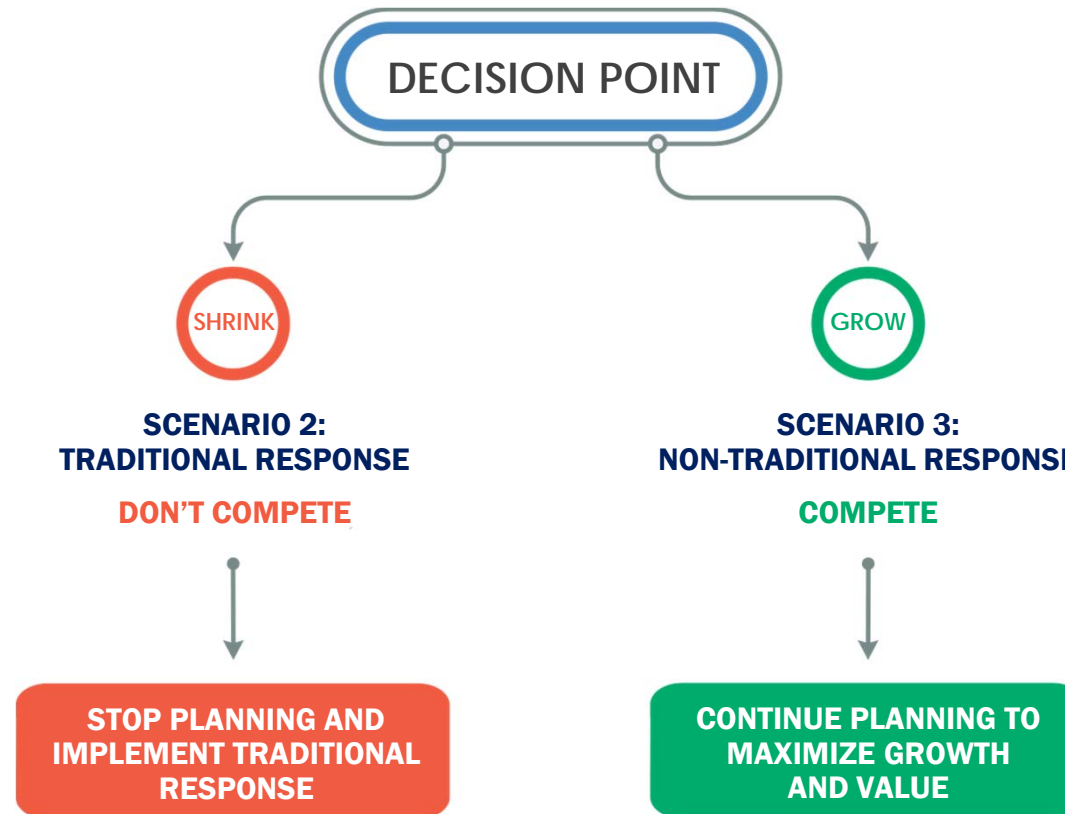 DECISION POINT
SHRINK
GROW
SCENARIO 2:
TRADITIONAL RESPONSE
DON'T COMPETE
SCENARIO 3:
NON-TRADITIONAL RESPONSE
COMPETE
STOP PLANNING AND
IMPLEMENT TRADITIONAL
RESPONSE
CONTINUE PLANNING TO
MAXIMIZE GROWTH
AND VALUE